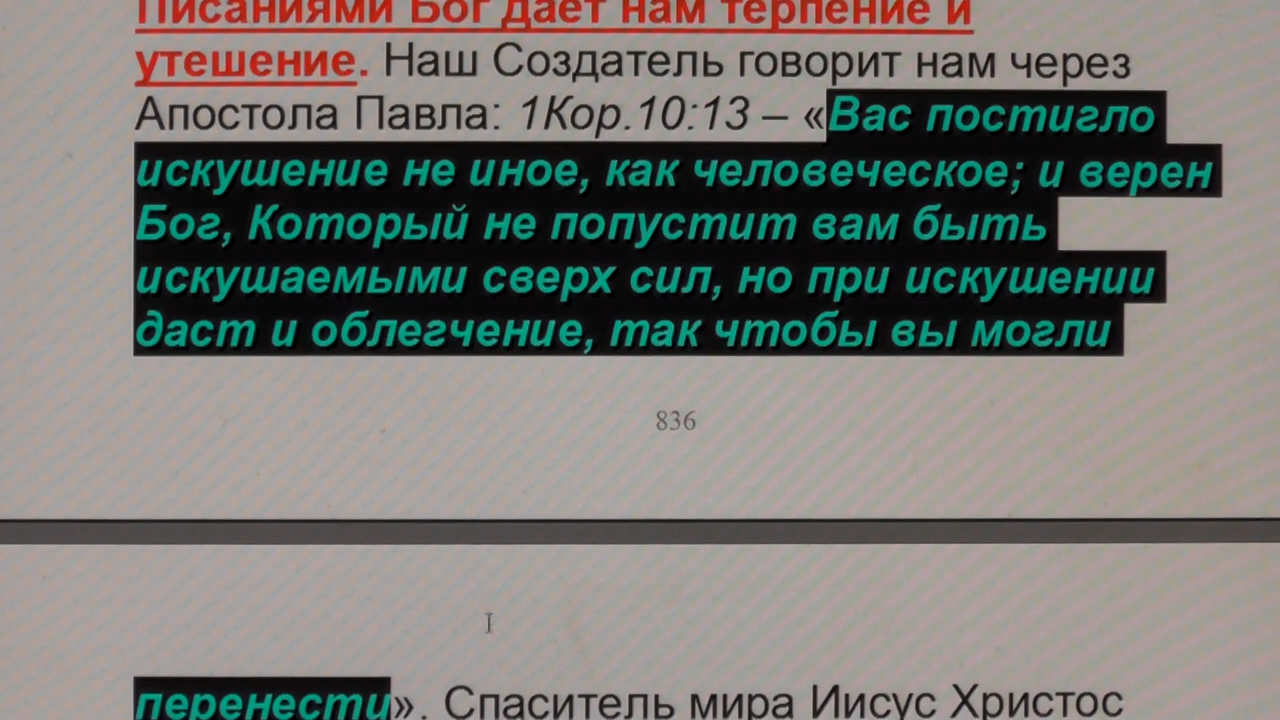 Писаниями Бог дает нам терпение и
утешение. Наш Создатель говорит нам через
Апостола Павла: 1Кор.10:13 – «Вас постигло
искушение не иное, как человеческое; и верен
Бог, Который не попустит вам быть
искушаемыми сверх сил, но при искушении
даст и облегчение, так чтобы вы могли
836
перенести». Спаситель мира Иисус Христос